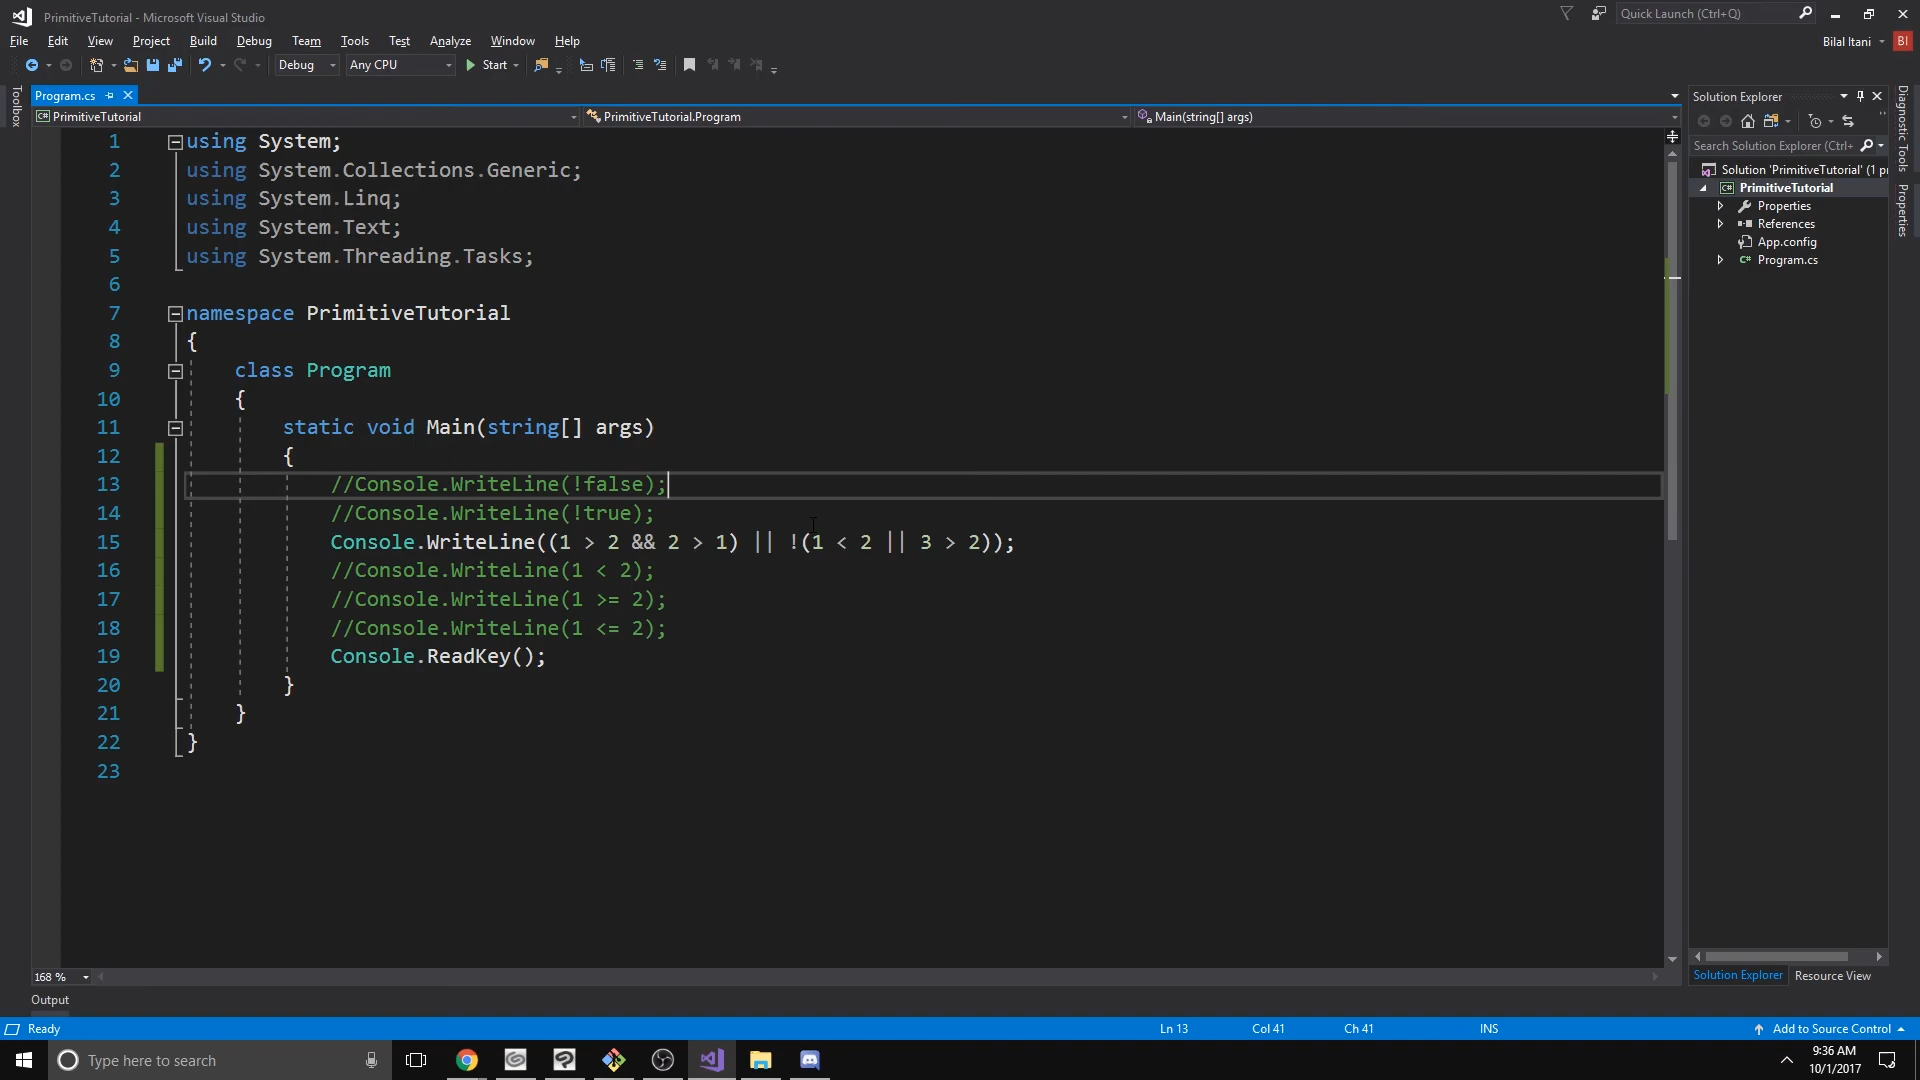 PrimitiveTutorial - Microsoft Visual Studio
Quick Launch (Ctrl+Q)
File Edit View Project Build Debug Team Tools Test Analyze Window Help
Bilal Itani BI
Debug Any CPU Start
Toolbox
Program.cs
PrimitiveTutorial PrimitiveTutorial.Program Main(string[] args)
1 using System;
2 using System.Collections.Generic;
3 using System.Linq;
4 using System.Text;
5 using System.Threading.Tasks;
6
7 namespace PrimitiveTutorial
8 {
9 class Program
10 {
11 static void Main(string[] args)
12 {
13 //Console.WriteLine(!false);
14 //Console.WriteLine(!true);
15 Console.WriteLine((1 > 2 && 2 > 1) || !(1 < 2 || 3 > 2));
16 //Console.WriteLine(1 < 2);
17 //Console.WriteLine(1 >= 2);
18 //Console.WriteLine(1 <= 2);
19 Console.ReadKey();
20 }
21 }
22 }
23
168 %
Output
Solution Explorer
Search Solution Explorer (Ctrl+
Solution 'PrimitiveTutorial' (1 pr
C# PrimitiveTutorial
Properties
References
App.config
C# Program.cs
Solution Explorer Resource View
Diagnostic Tools
Properties
Ready Ln 13 Col 41 Ch 41 INS Add to Source Control
Type here to search
9:36 AM
10/1/2017